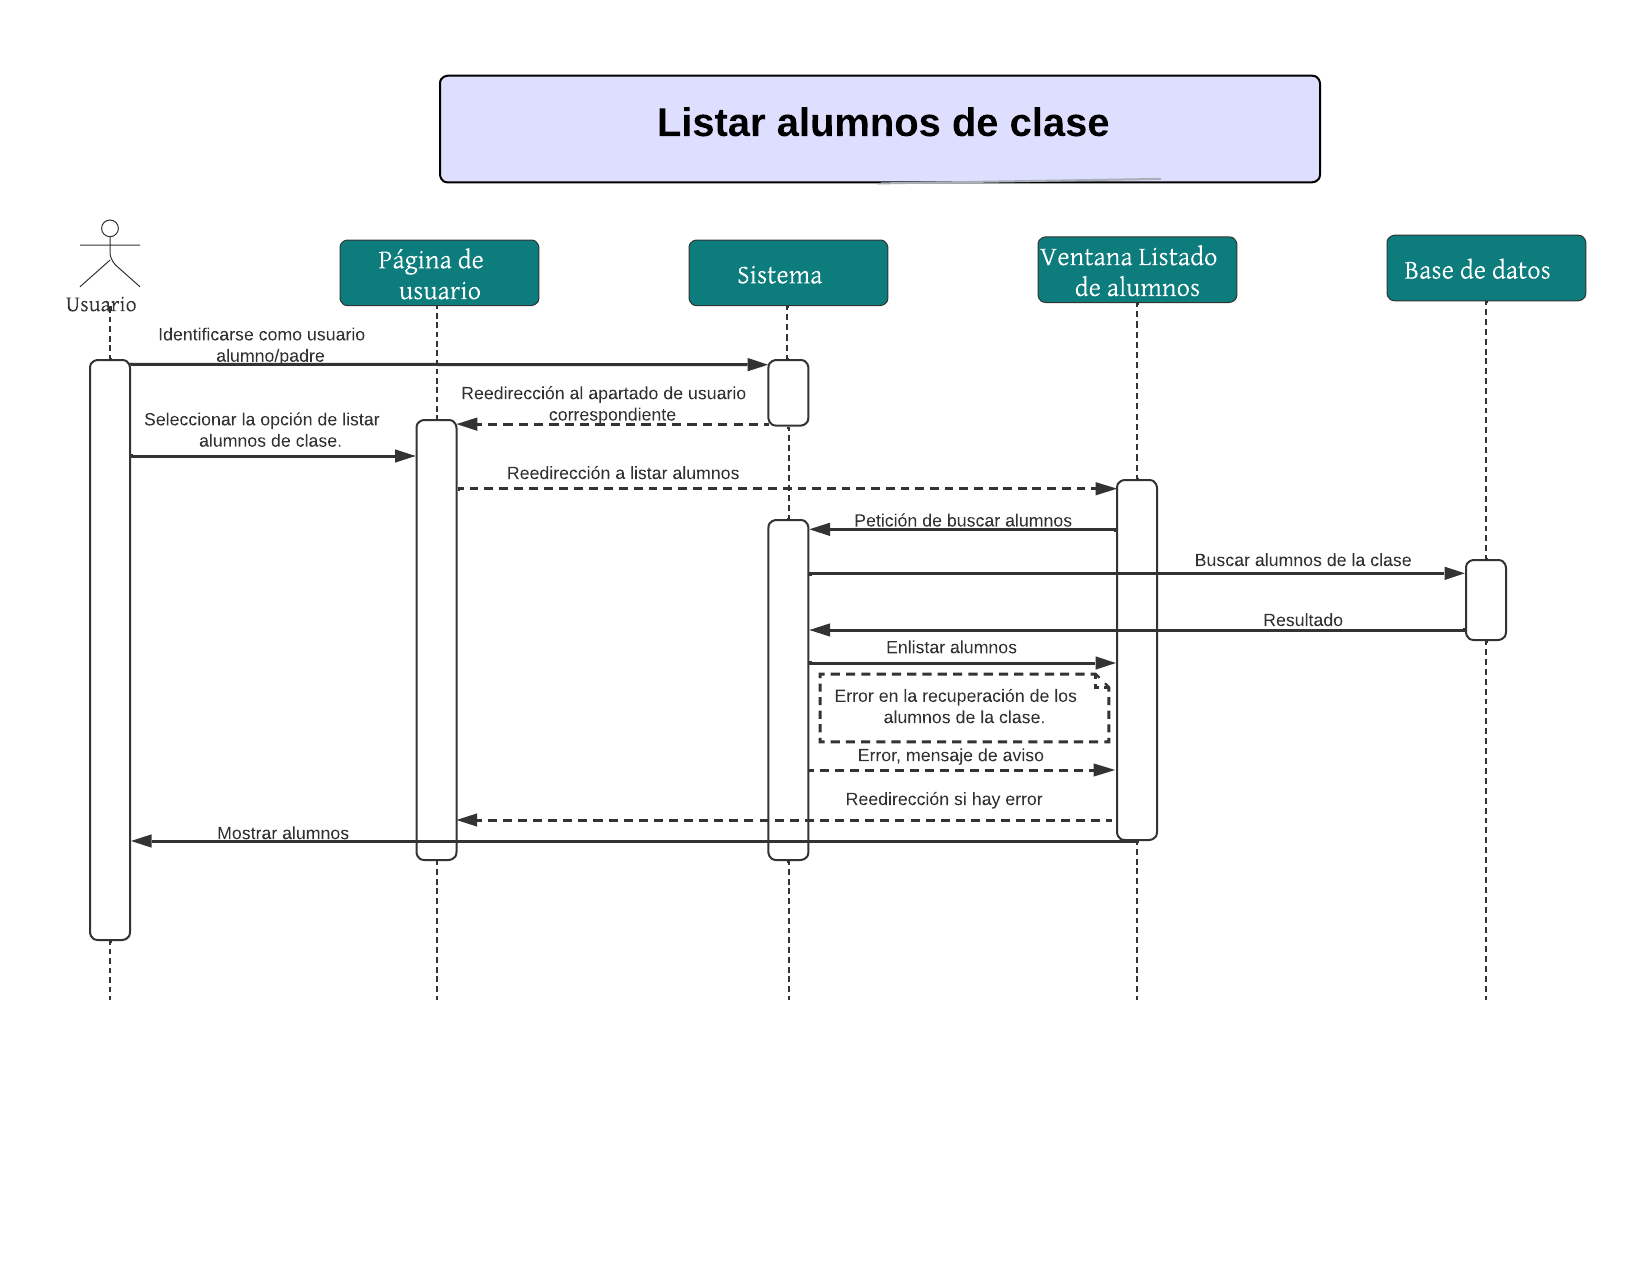 Listar alumnos de clase
Usuario
Página de
usuario
Sistema
Ventana Listado
de alumnos
Base de datos
Identificarse como usuario
alumno/padre
Reedirección al apartado de usuario
correspondiente
Seleccionar la opción de listar
alumnos de clase.
Reedirección a listar alumnos
Petición de buscar alumnos
Buscar alumnos de la clase
Resultado
Enlistar alumnos
Error en la recuperación de los
alumnos de la clase.
Error, mensaje de aviso
Reedirección si hay error
Mostrar alumnos